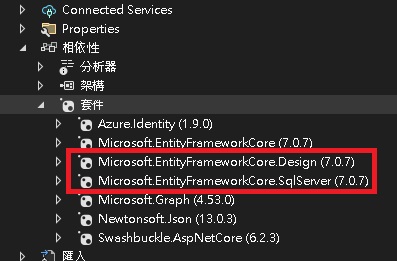 Connected Services
Properties
相依性
分析器
架構
套件
Azure.Identity (1.9.0)
Microsoft.EntityFrameworkCore (7.0.7)
Microsoft.EntityFrameworkCore.Design (7.0.7)
Microsoft.EntityFrameworkCore.SqlServer (7.0.7)
Microsoft.Graph (4.53.0)
Newtonsoft.Json (13.0.3)
Swashbuckle.AspNetCore (6.2.3)
匯入